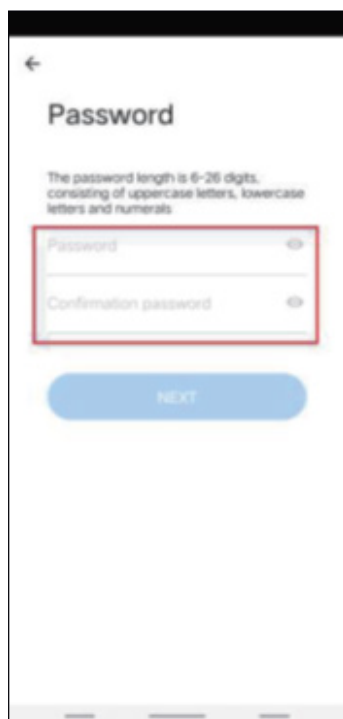 Password
The password length is 6-26 digits,
consisting of uppercase letters, lowercase
letters and numerals
Password
Confirmation password
NEXT